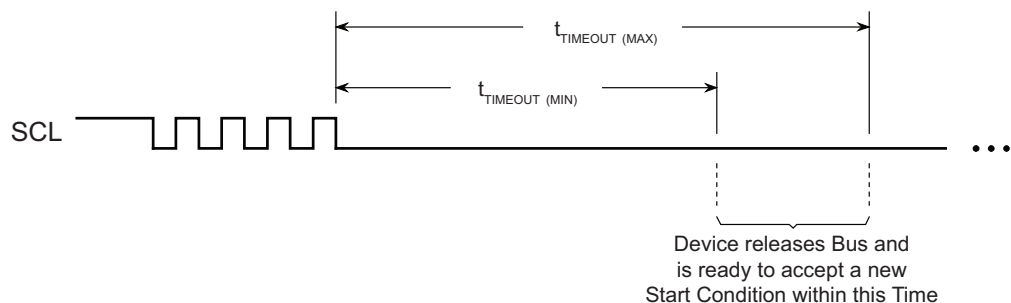 tTIMEOUT (MAX)
tTIMEOUT (MIN)
SCL
Device releases Bus and
is ready to accept a new
Start Condition within this Time